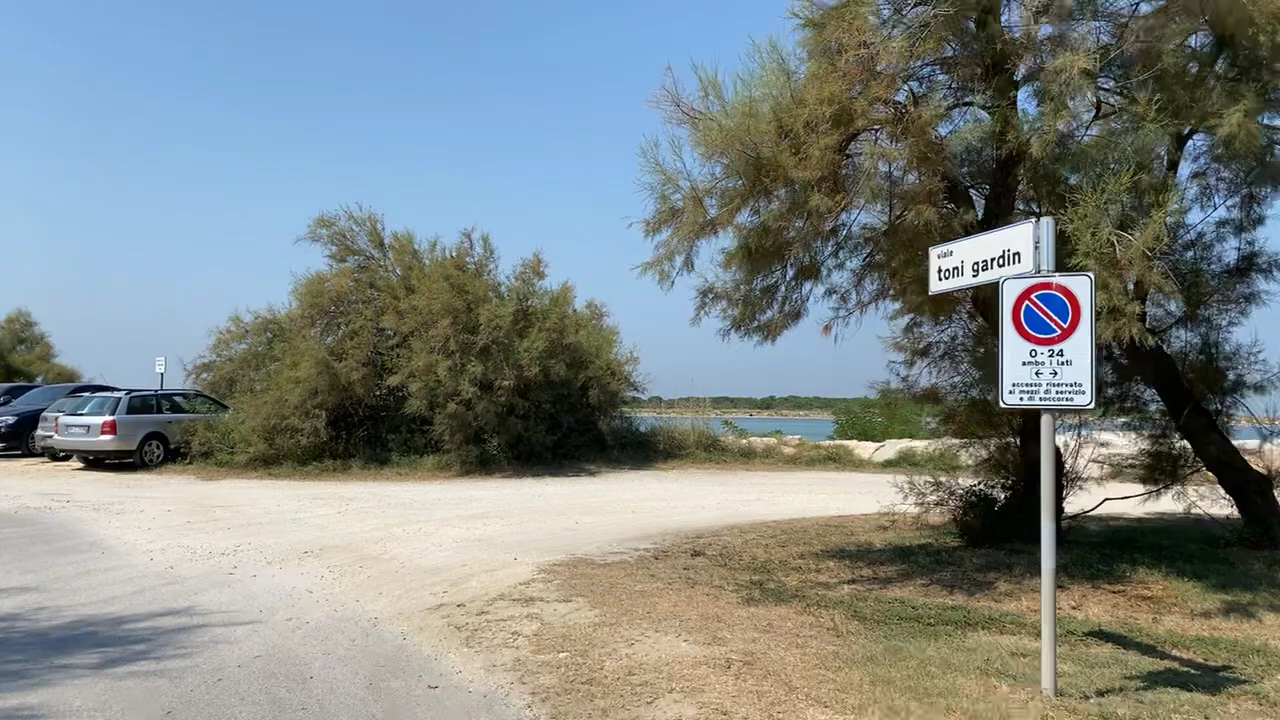 viale
toni gardin
0-24
ambo i lati
accesso riservato
ai mezzi di servizio
e di soccorso